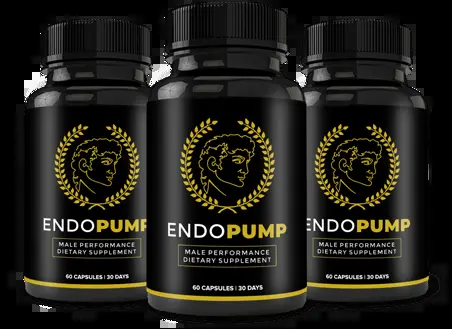 ENDOPUMP
MALE PERFORMANCE
DIETARY SUPPLEMENT
60 CAPSULES | 30 DAYS
ENDOPUMP
MALE PERFORMANCE
DIETARY SUPPLEMENT
60 CAPSULES | 30 DAYS
ENDOPUMP
MALE PERFORMANCE
DIETARY SUPPLEMENT
60 CAPSULES | 30 DAYS